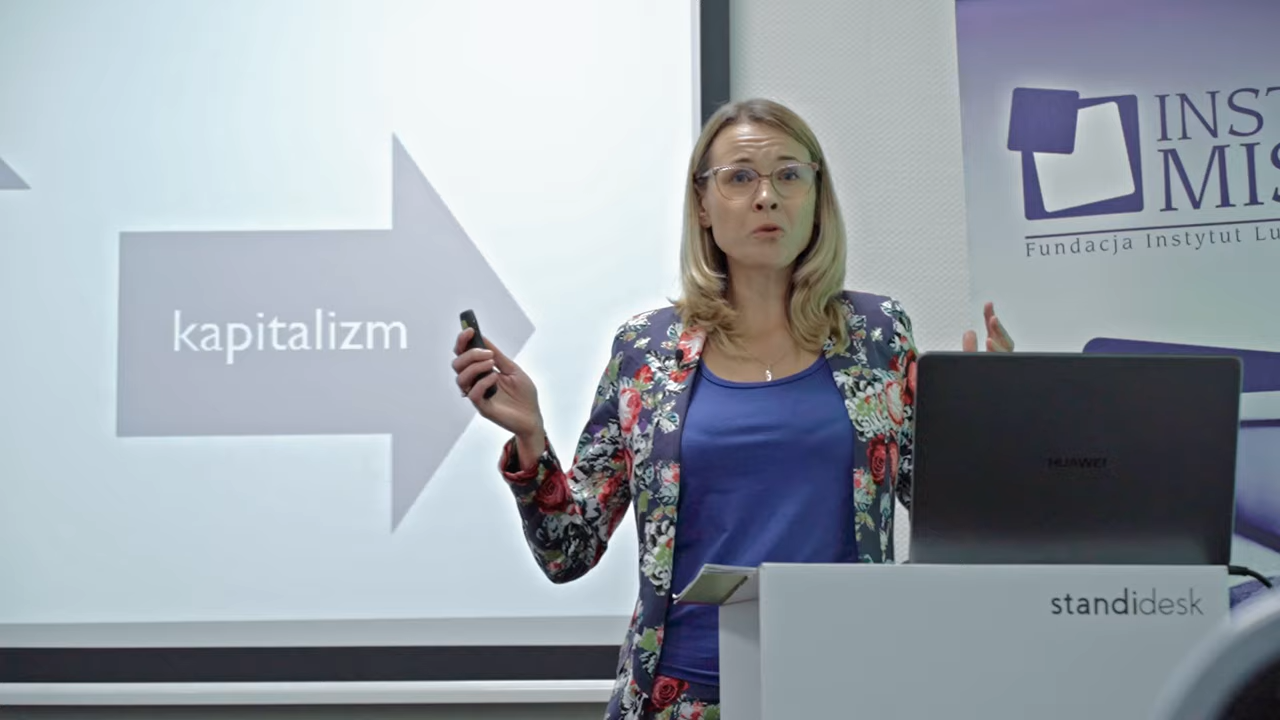 kapitalizm
INST
MIS
Fundacja Instytut Lu
HUAWEI
standidesk